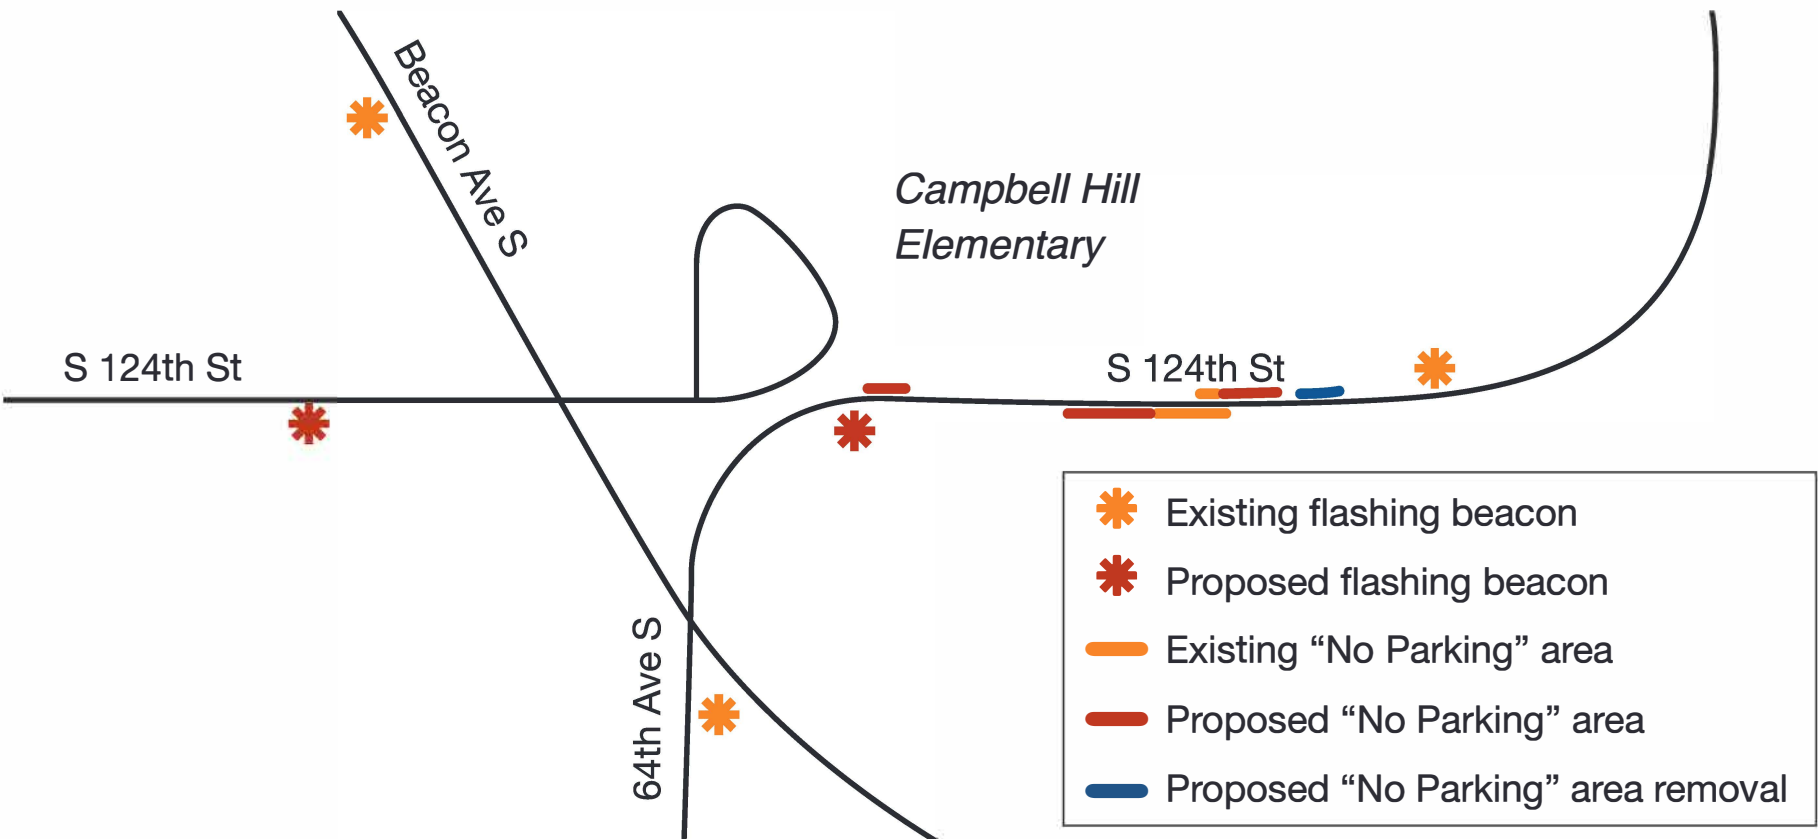 Beacon Ave S
Campbell Hill
Elementary
S 124th St
S 124th St
64th Ave S
Existing flashing beacon
Proposed flashing beacon
Existing “No Parking” area
Proposed “No Parking” area
Proposed “No Parking” area removal